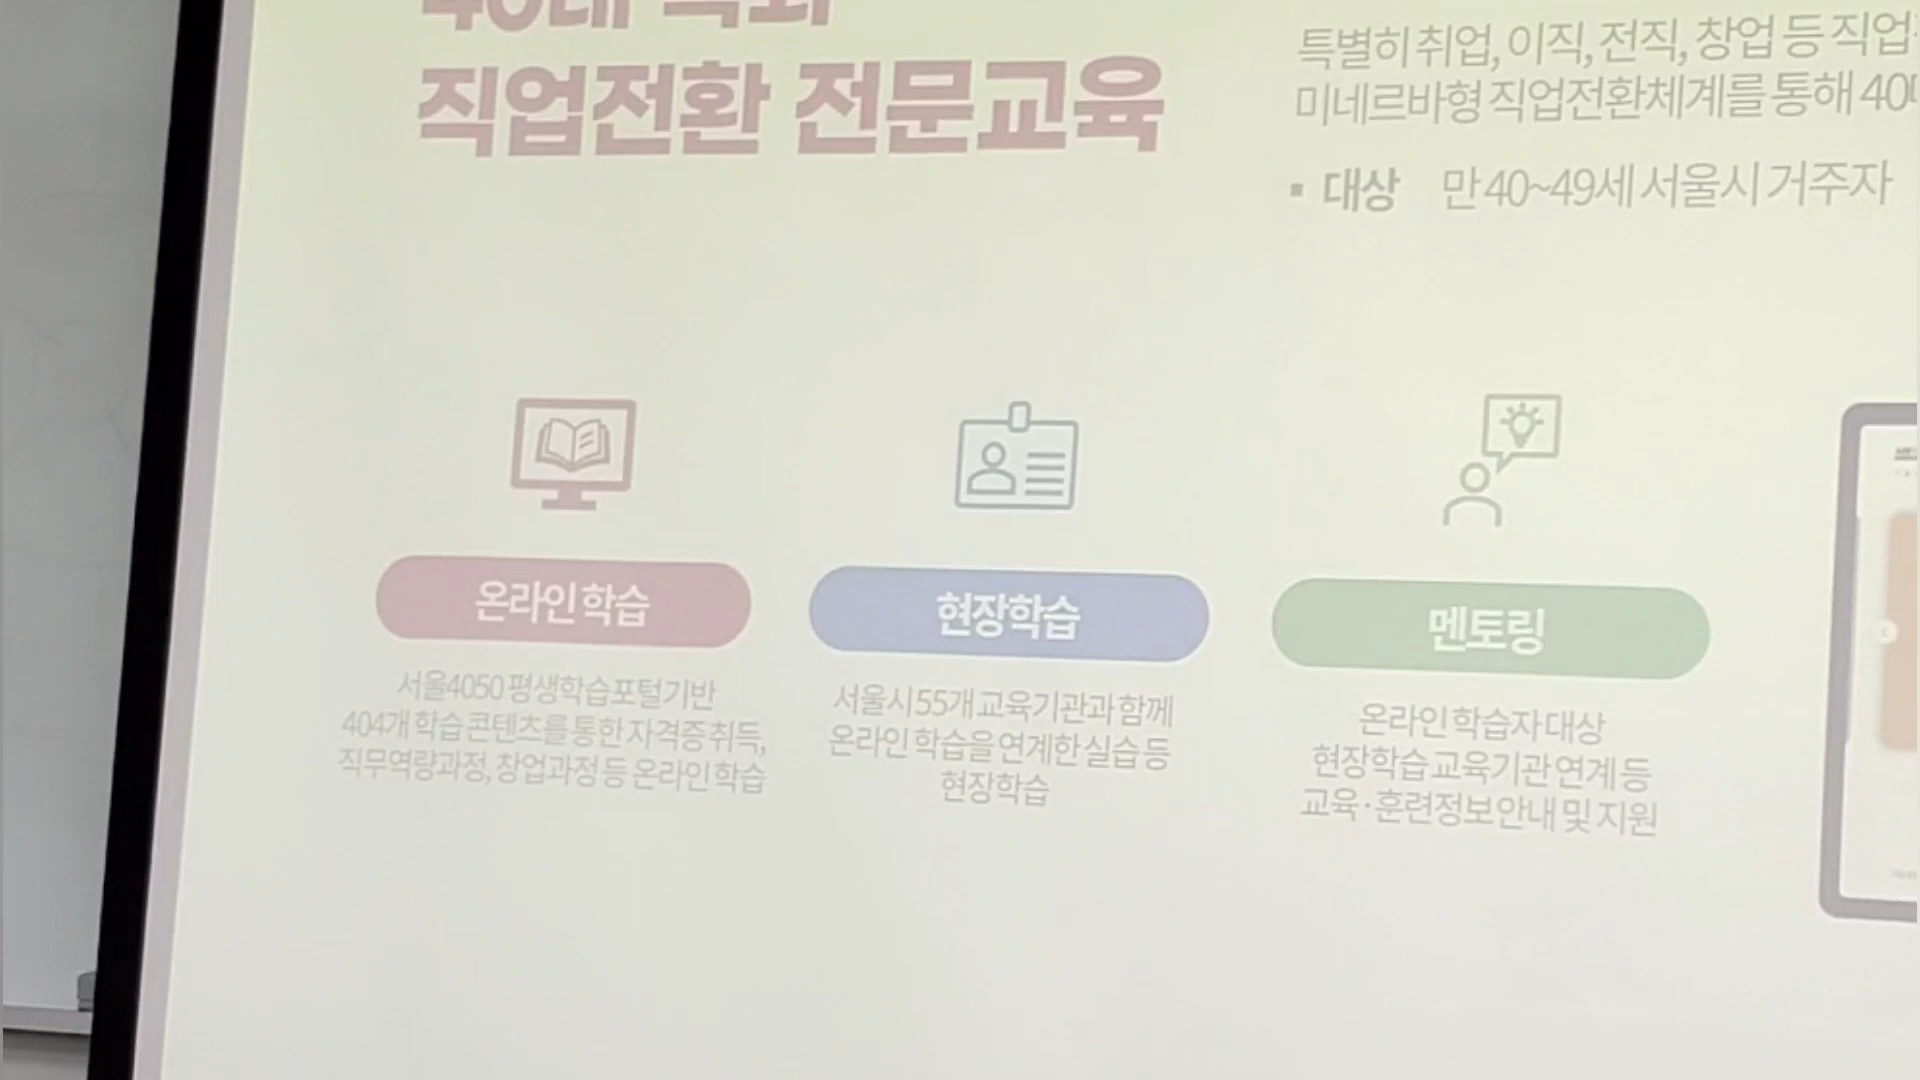 직업전환 전문교육
특별히 취업, 이직, 전직, 창업 등 직업
미네르바형 직업전환체계를 통해 40
▪ 대상 만 40~49세 서울시 거주자
온라인 학습
서울4050 평생학습포털 기반
404개 학습 콘텐츠를 통한 자격증 취득,
직무역량과정, 창업과정 등 온라인 학습
현장학습
서울시 55개 교육기관과 함께
온라인 학습을 연계한 실습 등
현장학습
멘토링
온라인 학습자 대상
현장학습 교육기관 연계 등
교육·훈련정보 안내 및 지원